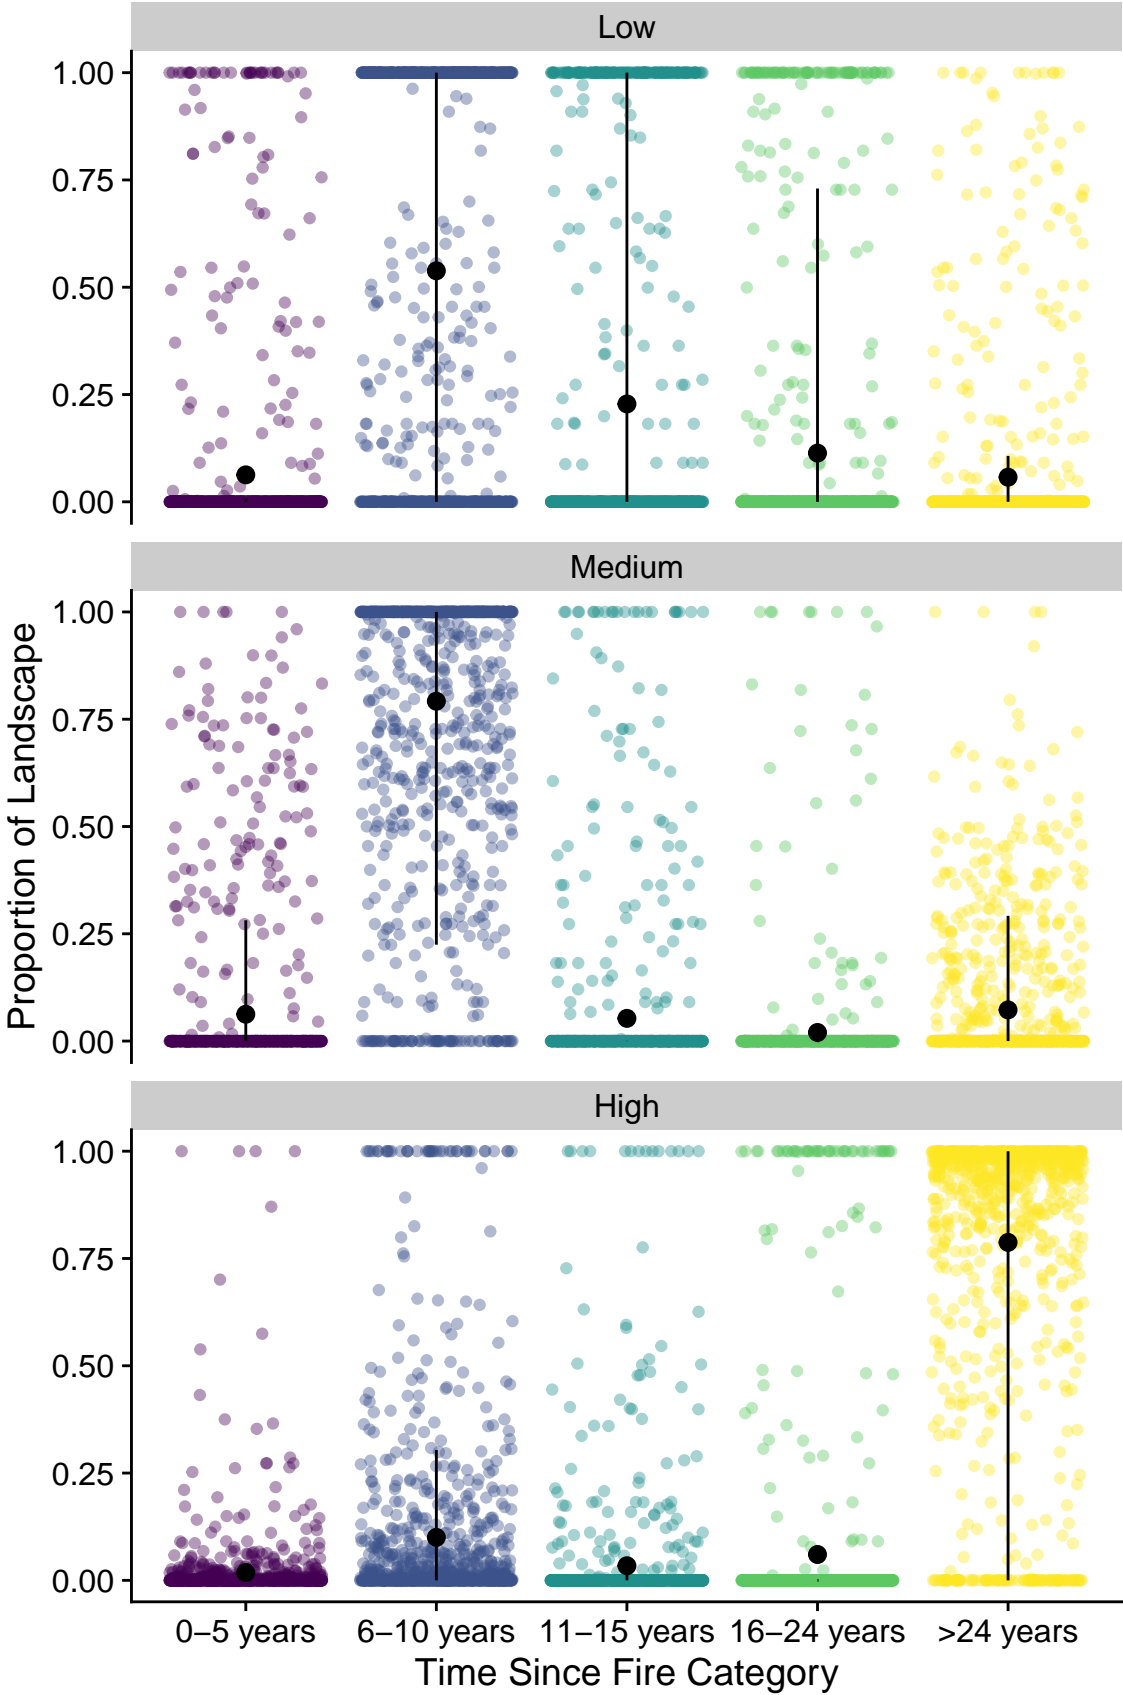 Low
1.00
0.75
0.50
0.25
0.00
Medium
1.00
0.75
0.50
0.25
0.00
High
1.00
0.75
0.50
0.25
0.00
Proportion of Landscape
0–5 years 6–10 years 11–15 years 16–24 years >24 years
Time Since Fire Category